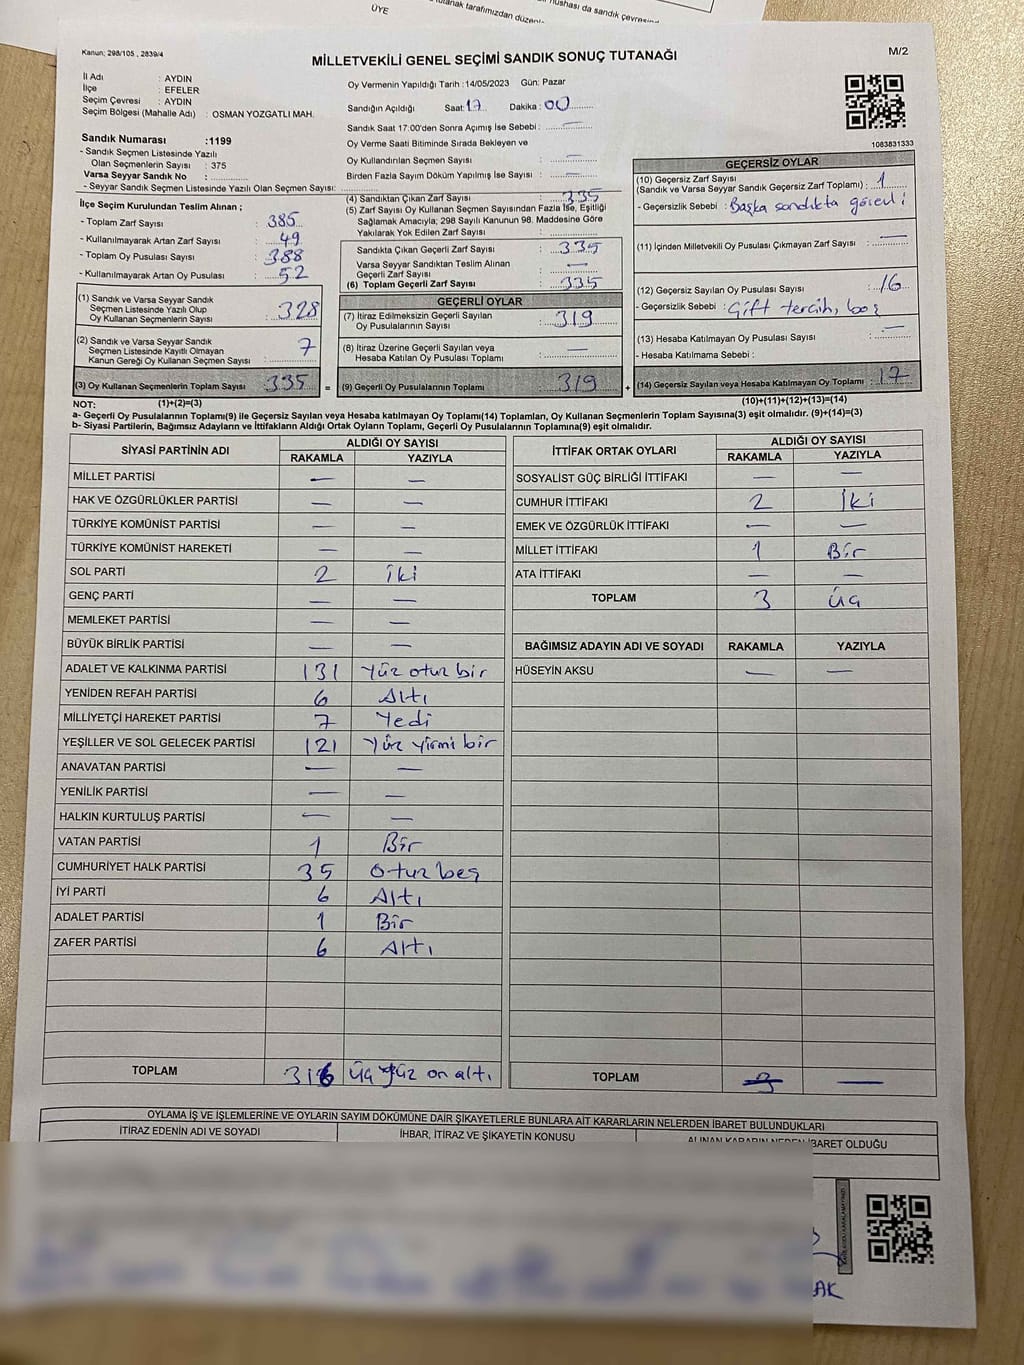 ÜYE
tutanak tarafımızdan düzenl
nüshası da sandık çevresind
Kanun; 298/105 , 2839/4
M/2
MİLLETVEKİLİ GENEL SEÇİMİ SANDIK SONUÇ TUTANAĞI
İl Adı : AYDIN
İlçe : EFELER
Seçim Çevresi : AYDIN
Seçim Bölgesi (Mahalle Adı) : OSMAN YOZGATLI MAH.
Sandık Numarası :1199
- Sandık Seçmen Listesinde Yazılı
Olan Seçmenlerin Sayısı : 375
Varsa Seyyar Sandık No :
- Seyyar Sandık Seçmen Listesinde Yazılı Olan Seçmen Sayısı:
Oy Vermenin Yapıldığı Tarih :14/05/2023 Gün: Pazar
Sandığın Açıldığı Saat: 17 Dakika : 00
Sandık Saat 17:00'den Sonra Açımış İse Sebebi : —
Oy Verme Saati Bitiminde Sırada Bekleyen ve
Oy Kullandırılan Seçmen Sayısı : —
Birden Fazla Sayım Döküm Yapılmış İse Sayısı : —
1083831333
İlçe Seçim Kurulundan Teslim Alınan ;
- Toplam Zarf Sayısı : 385
- Kullanılmayarak Artan Zarf Sayısı : 49
- Toplam Oy Pusulası Sayısı : 388
- Kullanılmayarak Artan Oy Pusulası : 52
(1) Sandık ve Varsa Seyyar Sandık
Seçmen Listesinde Yazılı Olup
Oy Kullanan Seçmenlerin Sayısı : 328
(2) Sandık ve Varsa Seyyar Sandık
Seçmen Listesinde Kayıtlı Olmayan
Kanun Gereği Oy Kullanan Seçmen Sayısı : 7
(3) Oy Kullanan Seçmenlerin Toplam Sayısı : 335
(1)+(2)=(3)
(4) Sandıktan Çıkan Zarf Sayısı : 335
(5) Zarf Sayısı Oy Kullanan Seçmen Sayısından Fazla İse, Eşitliği
Sağlamak Amacıyla; 298 Sayılı Kanunun 98. Maddesine Göre
Yakılarak Yok Edilen Zarf Sayısı :
Sandıkta Çıkan Geçerli Zarf Sayısı : 335
Varsa Seyyar Sandıktan Teslim Alınan
Geçerli Zarf Sayısı : —
(6) Toplam Geçerli Zarf Sayısı : 335
GEÇERLİ OYLAR
(7) İtiraz Edilmeksizin Geçerli Sayılan
Oy Pusulalarının Sayısı : 319
(8) İtiraz Üzerine Geçerli Sayılan veya
Hesaba Katılan Oy Pusulası Toplamı : —
= (9) Geçerli Oy Pusulalarının Toplamı : 319 +
GEÇERSİZ OYLAR
(10) Geçersiz Zarf Sayısı
(Sandık ve Varsa Seyyar Sandık Geçersiz Zarf Toplamı) : 1
- Geçersizlik Sebebi : Başka sandıkta görevli
(11) İçinden Milletvekili Oy Pusulası Çıkmayan Zarf Sayısı : —
(12) Geçersiz Sayılan Oy Pusulası Sayısı : 16
- Geçersizlik Sebebi : Çift tercih, boş
(13) Hesaba Katılmayan Oy Pusulası Sayısı : —
- Hesaba Katılmama Sebebi :
(14) Geçersiz Sayılan veya Hesaba Katılmayan Oy Toplamı : 17
(10)+(11)+(12)+(13)=(14)
NOT:
a- Geçerli Oy Pusulalarının Toplamı(9) ile Geçersiz Sayılan veya Hesaba katılmayan Oy Toplamı(14) Toplamları, Oy Kullanan Seçmenlerin Toplam Sayısına(3) eşit olmalıdır. (9)+(14)=(3)
b- Siyasi Partilerin, Bağımsız Adayların ve İttifakların Aldığı Ortak Oyların Toplamı, Geçerli Oy Pusulalarının Toplamına(9) eşit olmalıdır.
SİYASİ PARTİNİN ADI ALDIĞI OY SAYISI
RAKAMLA YAZIYLA
MİLLET PARTİSİ — —
HAK VE ÖZGÜRLÜKLER PARTİSİ — —
TÜRKİYE KOMÜNİST PARTİSİ — —
TÜRKİYE KOMÜNİST HAREKETİ — —
SOL PARTİ 2 iki
GENÇ PARTİ — —
MEMLEKET PARTİSİ — —
BÜYÜK BİRLİK PARTİSİ — —
ADALET VE KALKINMA PARTİSİ 131 Yüz otuz bir
YENİDEN REFAH PARTİSİ 6 Altı
MİLLİYETÇİ HAREKET PARTİSİ 7 Yedi
YEŞİLLER VE SOL GELECEK PARTİSİ 121 Yüz yirmi bir
ANAVATAN PARTİSİ — —
YENİLİK PARTİSİ — —
HALKIN KURTULUŞ PARTİSİ — —
VATAN PARTİSİ 1 Bir
CUMHURİYET HALK PARTİSİ 35 Otuz beş
İYİ PARTİ 6 Altı
ADALET PARTİSİ 1 Bir
ZAFER PARTİSİ 6 Altı
TOPLAM 316 üç yüz on altı
İTTİFAK ORTAK OYLARI ALDIĞI OY SAYISI
RAKAMLA YAZIYLA
SOSYALIST GÜÇ BİRLİĞİ İTTİFAKI — —
CUMHUR İTTİFAKI 2 İki
EMEK VE ÖZGÜRLÜK İTTİFAKI — —
MİLLET İTTİFAKI 1 Bir
ATA İTTİFAKI — —
TOPLAM 3 üç
BAĞIMSIZ ADAYIN ADI VE SOYADI RAKAMLA YAZIYLA
HÜSEYİN AKSU — —
TOPLAM — —
OYLAMA İŞ VE İŞLEMLERİNE VE OYLARIN SAYIM DÖKÜMÜNE DAİR ŞİKAYETLERLE BUNLARA AİT KARARLARIN NELERDEN İBARET BULUNDUKLARI
İTİRAZ EDENİN ADI VE SOYADI İHBAR, İTİRAZ VE ŞİKAYETİN KONUSU ALINAN KARARIN NEDEN İBARET OLDUĞU
AK